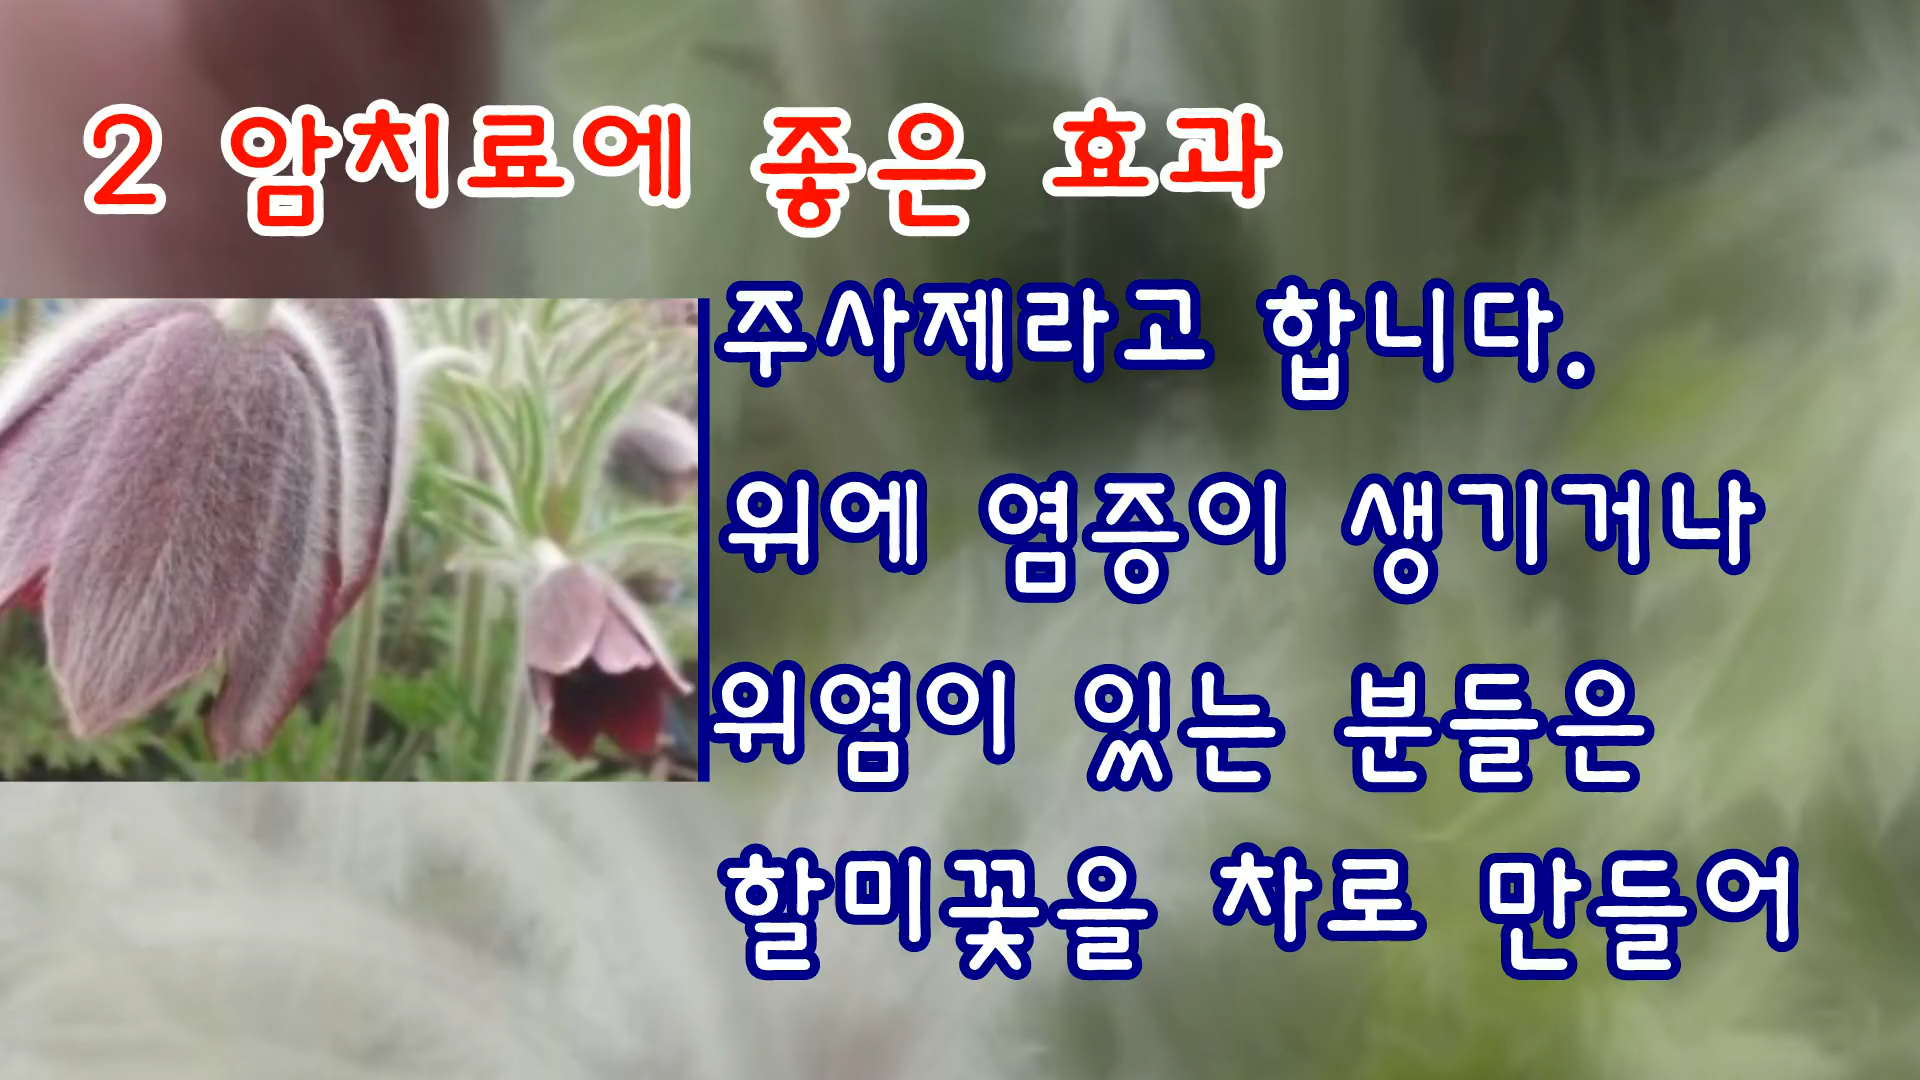 2 암치료에 좋은 효과
주사제라고 합니다.
위에 염증이 생기거나
위염이 있는 분들은
할미꽃을 차로 만들어